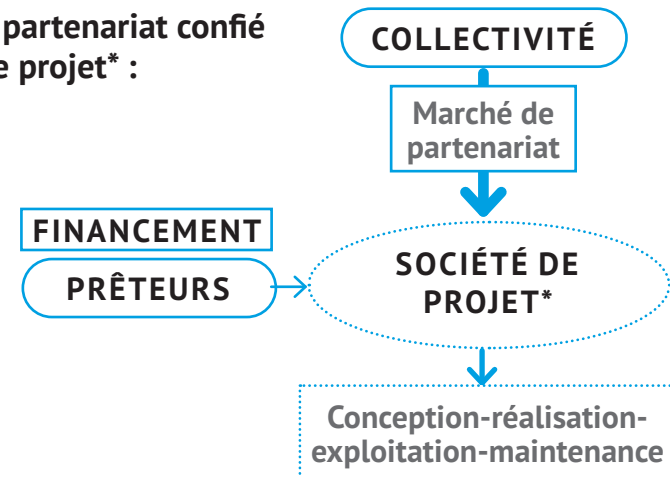 partenariat confié
e projet* :
COLLECTIVITÉ
Marché de
partenariat
FINANCEMENT
PRÊTEURS
SOCIÉTÉ DE
PROJET*
Conception-réalisation-
exploitation-maintenance